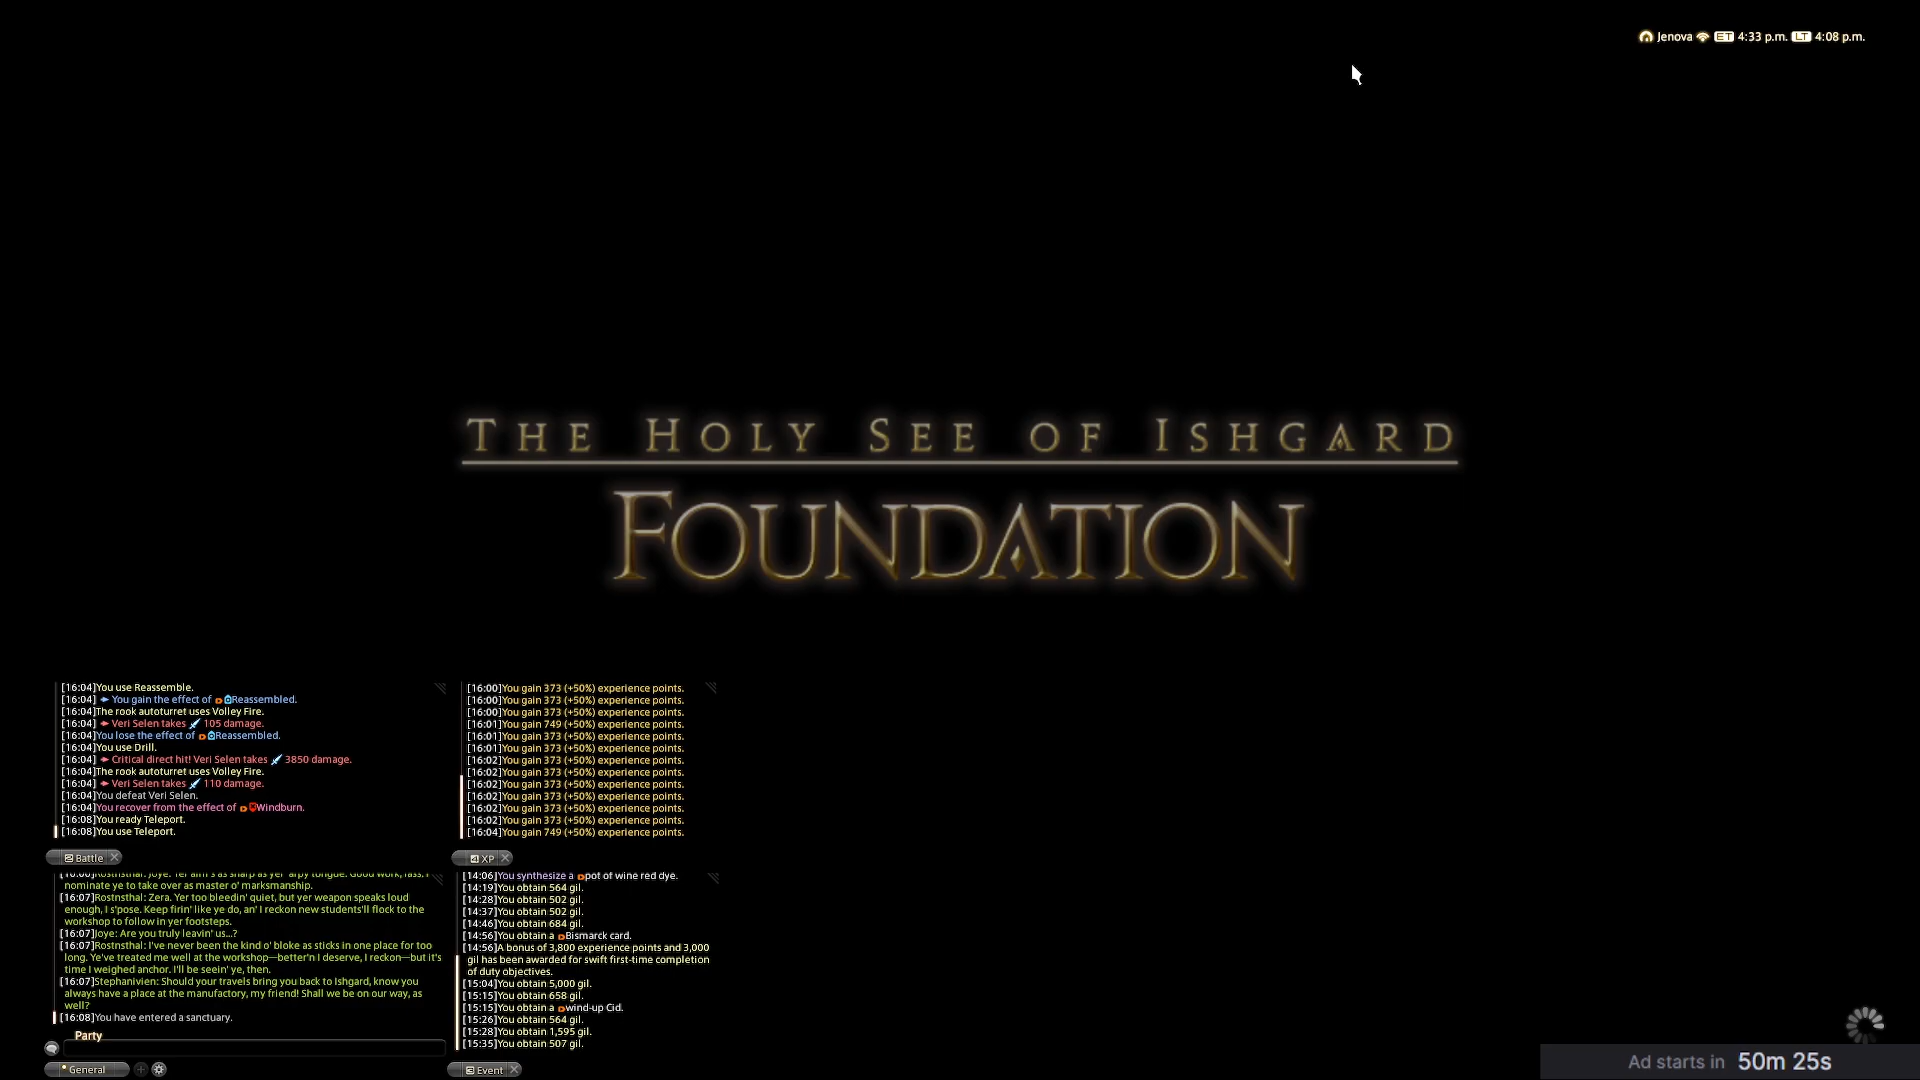 Jenova ET 4:33 p.m. LT 4:08 p.m.
THE HOLY SEE OF ISHGARD
FOUNDATION
[16:04]You use Reassemble.
[16:04] You gain the effect of Reassembled.
[16:04]The rook autoturret uses Volley Fire.
[16:04] Veri Selen takes 105 damage.
[16:04]You lose the effect of Reassembled.
[16:04]You use Drill.
[16:04] Critical direct hit! Veri Selen takes 3850 damage.
[16:04]The rook autoturret uses Volley Fire.
[16:04] Veri Selen takes 110 damage.
[16:04]You defeat Veri Selen.
[16:04]You recover from the effect of Windburn.
[16:08]You ready Teleport.
[16:08]You use Teleport.
Battle
[16:00]You gain 373 (+50%) experience points.
[16:00]You gain 373 (+50%) experience points.
[16:00]You gain 373 (+50%) experience points.
[16:01]You gain 749 (+50%) experience points.
[16:01]You gain 373 (+50%) experience points.
[16:01]You gain 373 (+50%) experience points.
[16:02]You gain 373 (+50%) experience points.
[16:02]You gain 373 (+50%) experience points.
[16:02]You gain 373 (+50%) experience points.
[16:02]You gain 373 (+50%) experience points.
[16:02]You gain 373 (+50%) experience points.
[16:02]You gain 373 (+50%) experience points.
[16:04]You gain 749 (+50%) experience points.
XP
nominate ye to take over as master o' marksmanship.
[16:07]Rostnsthal: Zera. Yer too bleedin' quiet, but yer weapon speaks loud
enough, I s'pose. Keep firin' like ye do, an' I reckon new students'll flock to the
workshop to follow in yer footsteps.
[16:07]Joye: Are you truly leavin' us...?
[16:07]Rostnsthal: I've never been the kind o' bloke as sticks in one place for too
long. Ye've treated me well at the workshop—better'n I deserve, I reckon—but it's
time I weighed anchor. I'll be seein' ye, then.
[16:07]Stephanivien: Should your travels bring you back to Ishgard, know you
always have a place at the manufactory, my friend! Shall we be on our way, as
well?
[16:08]You have entered a sanctuary.
Party
General
[14:06]You synthesize a pot of wine red dye.
[14:19]You obtain 564 gil.
[14:28]You obtain 502 gil.
[14:37]You obtain 502 gil.
[14:46]You obtain 684 gil.
[14:56]You obtain a Bismarck card.
[14:56]A bonus of 3,800 experience points and 3,000
gil has been awarded for swift first-time completion
of duty objectives.
[15:04]You obtain 5,000 gil.
[15:15]You obtain 658 gil.
[15:15]You obtain a wind-up Cid.
[15:26]You obtain 564 gil.
[15:28]You obtain 1,595 gil.
[15:35]You obtain 507 gil.
Event
Ad starts in 50m 25s